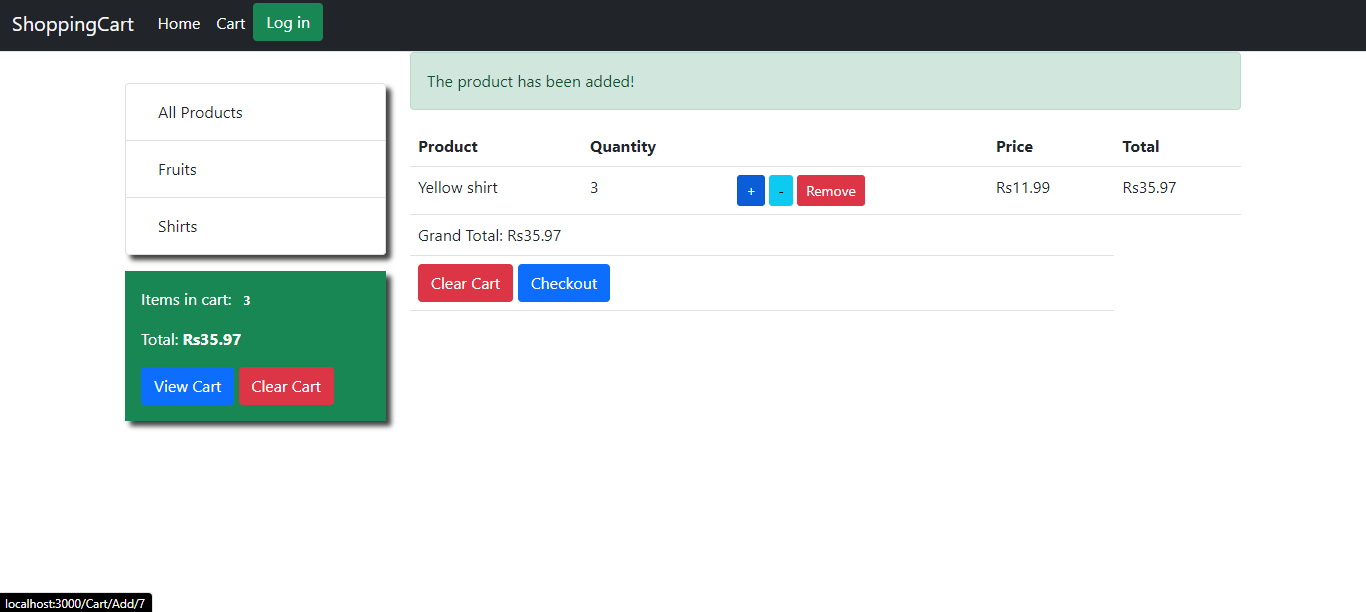 ShoppingCart Home Cart Log in
The product has been added!
All Products
Fruits
Shirts
Items in cart: 3
Total: Rs35.97
View Cart Clear Cart
Product Quantity Price Total
Yellow shirt 3 + - Remove Rs11.99 Rs35.97
Grand Total: Rs35.97
Clear Cart Checkout
localhost:3000/Cart/Add/7